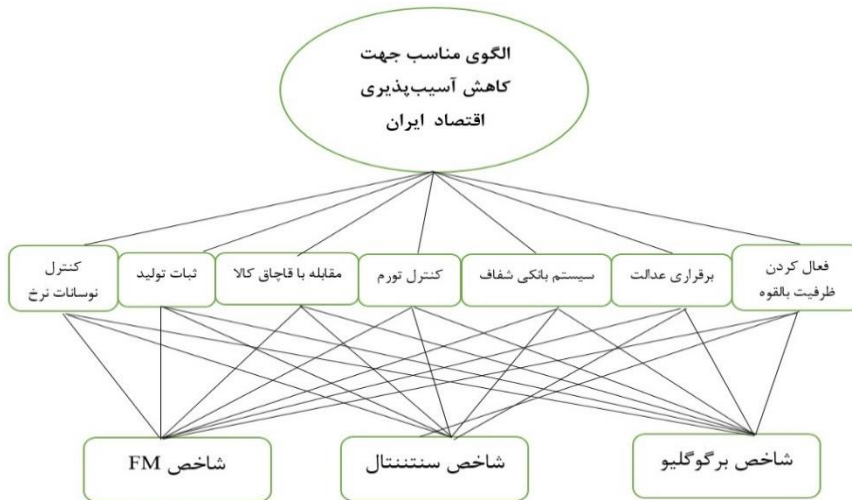 الگوی مناسب جهت
کاهش آسیب‌پذیری
اقتصاد ایران
فعال کردن
ظرفیت بالقوه
برقراری عدالت
سیستم بانکی شفاف
کنترل تورم
مقابله با قاچاق کالا
ثبات تولید
کنترل
نوسانات نرخ
شاخص برگوگلیو
شاخص سنتننتال
شاخص FM